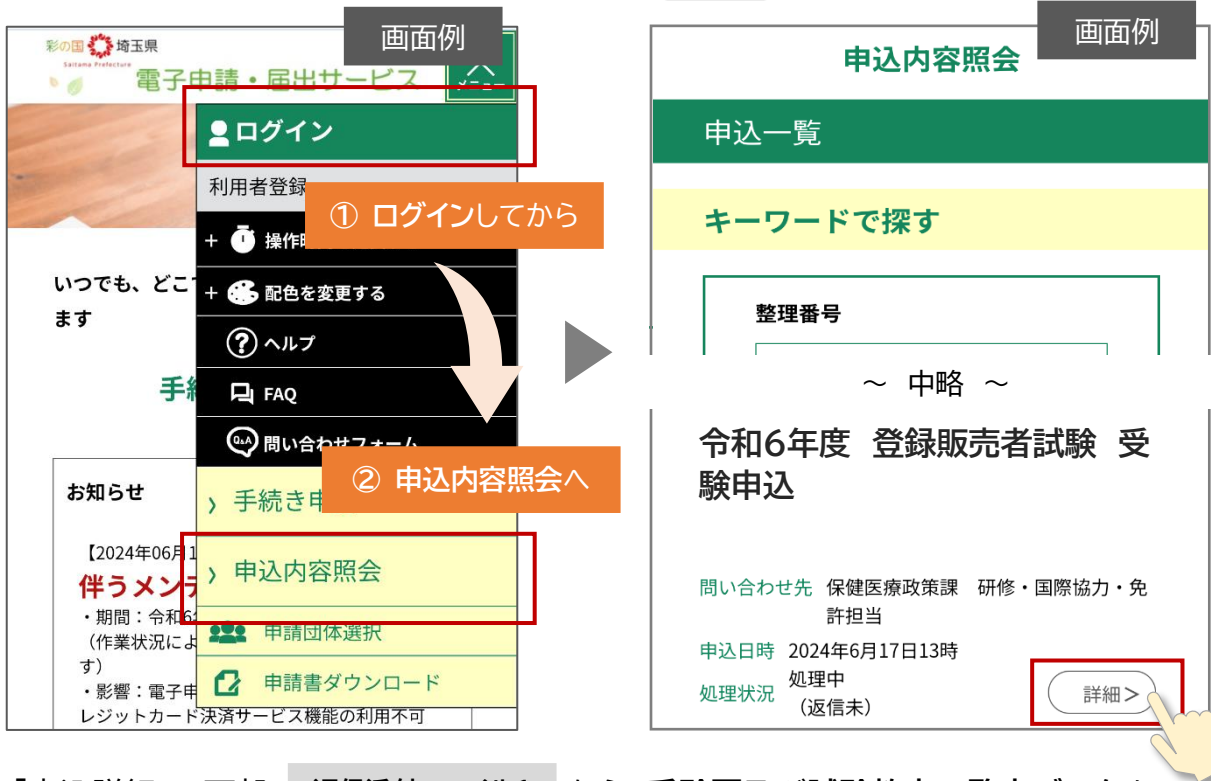 画面例
彩の国 埼玉県
Saitama Prefecture
電子申請・届出サービス
メニュー
ログイン
利用者登録
① ログインしてから
+ 操作
いつでも、どこ
ます
+ 配色を変更する
ヘルプ
手続
FAQ
Q&A 問い合わせフォーム
② 申込内容照会へ
お知らせ
手続き申
【2024年06月1
申込内容照会
伴うメンテ
・期間：令和6
申請団体選択
（作業状況によ
す）
申請書ダウンロード
・影響：電子申
レジットカード決済サービス機能の利用不可
画面例
申込内容照会
申込一覧
キーワードで探す
整理番号
～ 中略 ～
令和6年度 登録販売者試験 受
験申込
問い合わせ先 保健医療政策課 研修・国際協力・免
許担当
申込日時 2024年6月17日13時
処理状況 処理中
（返信未）
詳細＞